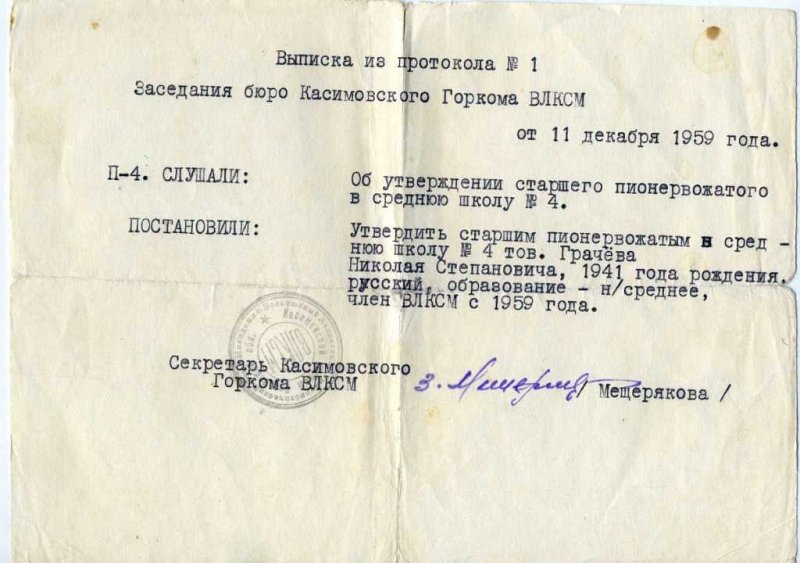 Выписка из протокола № 1
Заседания бюро Касимовского Горкома ВЛКСМ
от 11 декабря 1959 года.
П-4. СЛУШАЛИ: Об утверждении старшего пионервожатого
в среднюю школу № 4.
ПОСТАНОВИЛИ: Утвердить старшим пионервожатым в сред -
нюю школу № 4 тов. Грачёва
Николая Степановича, 1941 года рождения.
русский, образование - н/среднее,
член ВЛКСМ с 1959 года.
Секретарь Касимовского
Горкома ВЛКСМ З. Мещеряк / Мещерякова /